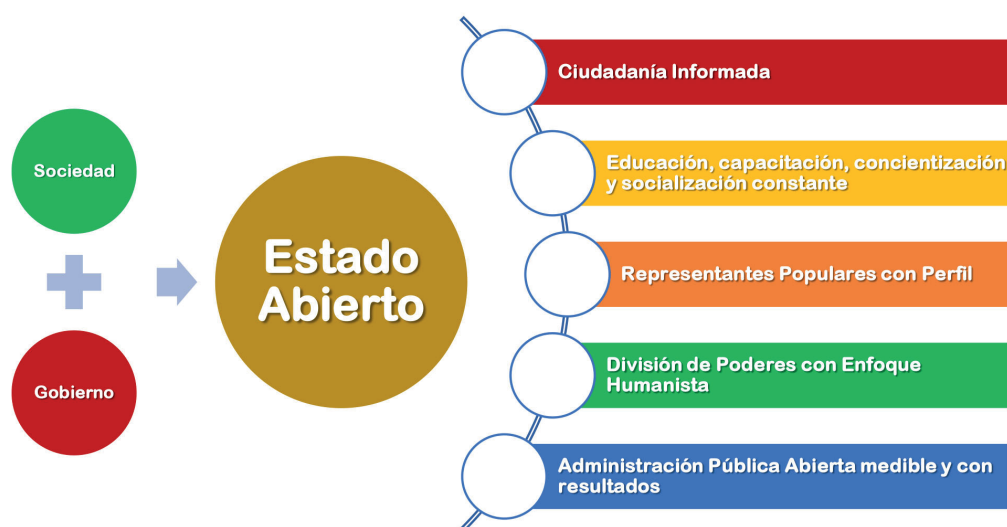 Sociedad
Gobierno
Estado
Abierto
Ciudadanía Informada
Educación, capacitación, concientización
y socialización constante
Representantes Populares con Perfil
División de Poderes con Enfoque
Humanista
Administración Pública Abierta medible y con
resultados